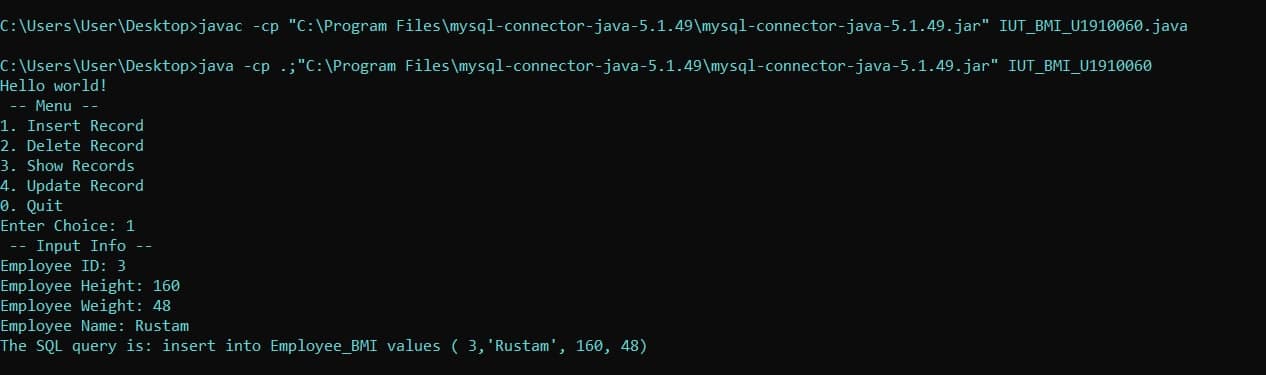 C:\Users\User\Desktop>javac -cp "C:\Program Files\mysql-connector-java-5.1.49\mysql-connector-java-5.1.49.jar" IUT_BMI_U1910060.java
C:\Users\User\Desktop>java -cp .;"C:\Program Files\mysql-connector-java-5.1.49\mysql-connector-java-5.1.49.jar" IUT_BMI_U1910060
Hello world!
-- Menu --
1. Insert Record
2. Delete Record
3. Show Records
4. Update Record
0. Quit
Enter Choice: 1
-- Input Info --
Employee ID: 3
Employee Height: 160
Employee Weight: 48
Employee Name: Rustam
The SQL query is: insert into Employee_BMI values ( 3,'Rustam', 160, 48)